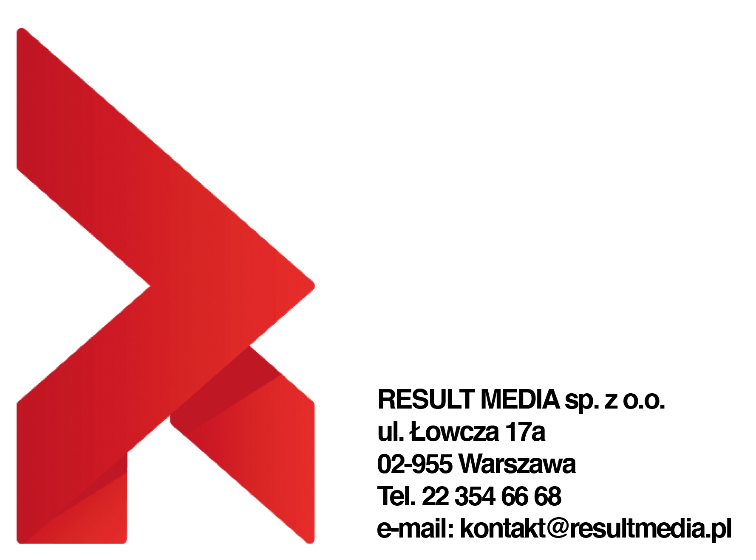 RESULT MEDIA sp. z o.o.
ul. Łowcza 17a
02-955 Warszawa
Tel. 22 354 66 68
e-mail: kontakt@resultmedia.pl